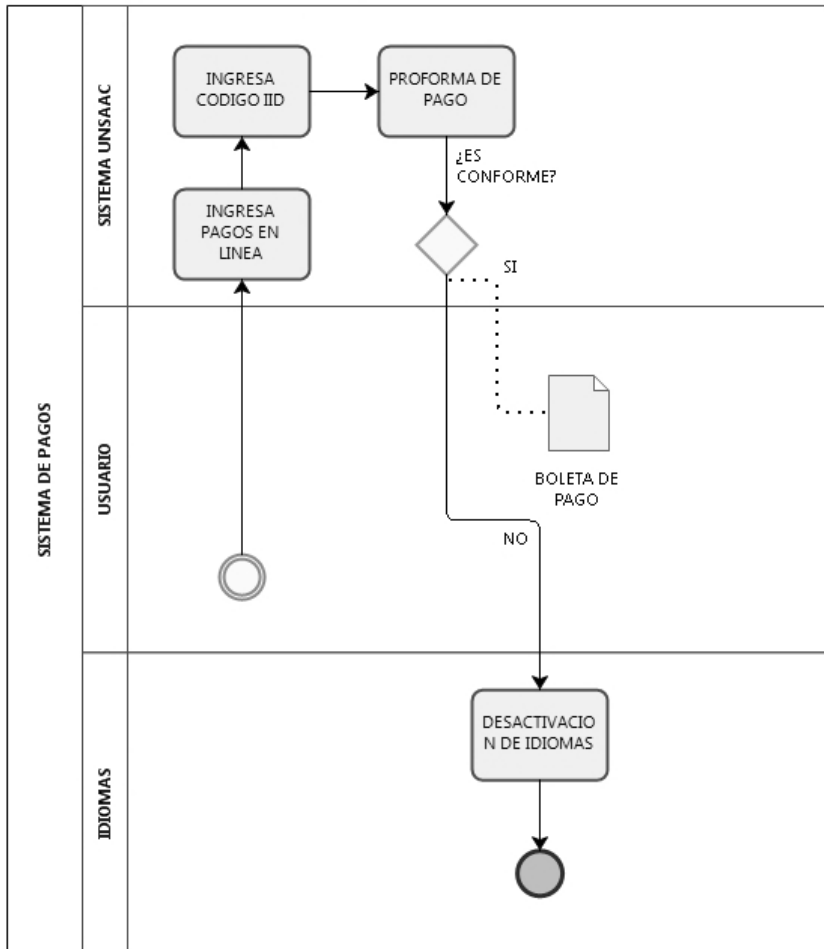 SISTEMA DE PAGOS
SISTEMA UNSAAC
INGRESA
CODIGO IID
PROFORMA DE
PAGO
¿ES
CONFORME?
INGRESA
PAGOS EN
LINEA
SI
USUARIO
BOLETA DE
PAGO
NO
IDIOMAS
DESACTIVACIO
N DE IDIOMAS